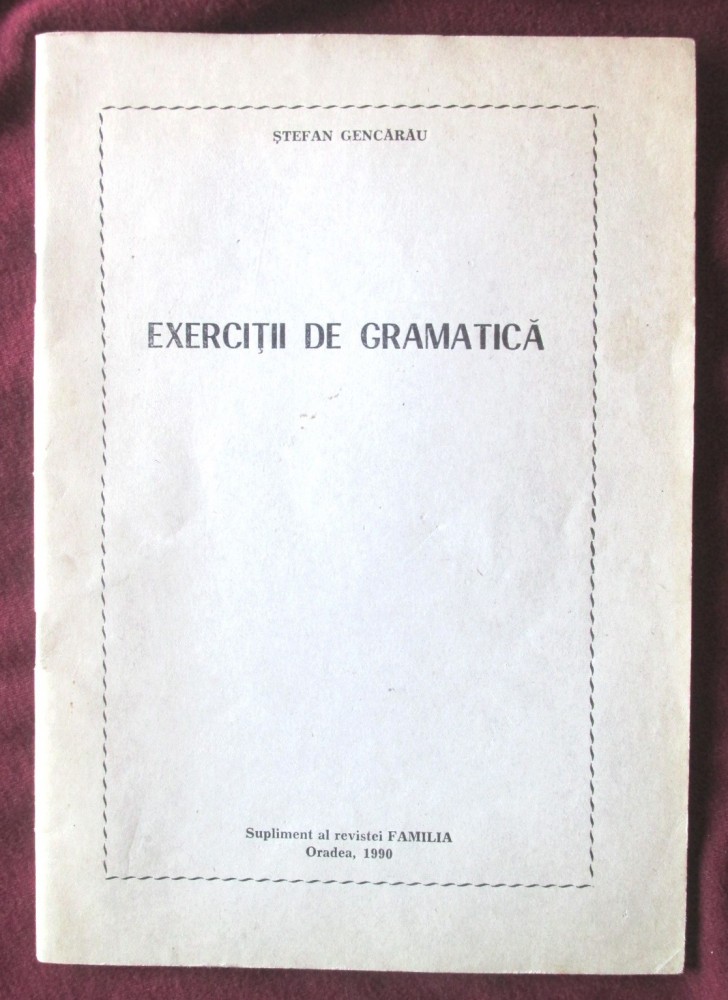 ŞTEFAN GENCĂRĂU
EXERCIŢII DE GRAMATICĂ
Supliment al revistei FAMILIA
Oradea, 1990